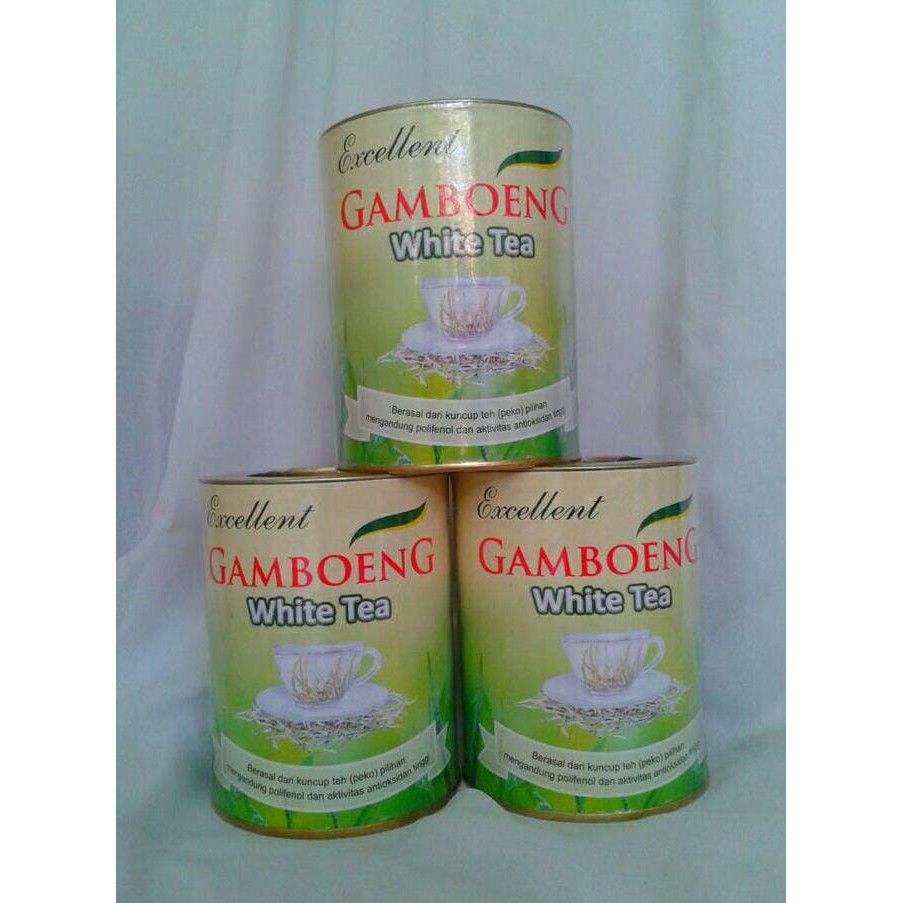 Excellent
GAMBOENG
White Tea
Berasal dari kuncup teh (peko) pilihan
mengandung polifenol dan aktivitas antioksidan tinggi
Excellent
GAMBOENG
White Tea
Berasal dari kuncup teh (peko) pilihan
mengandung polifenol dan aktivitas antioksidan tinggi
Excellent
GAMBOENG
White Tea
Berasal dari kuncup teh (peko) pilihan
mengandung polifenol dan aktivitas antioksidan tinggi